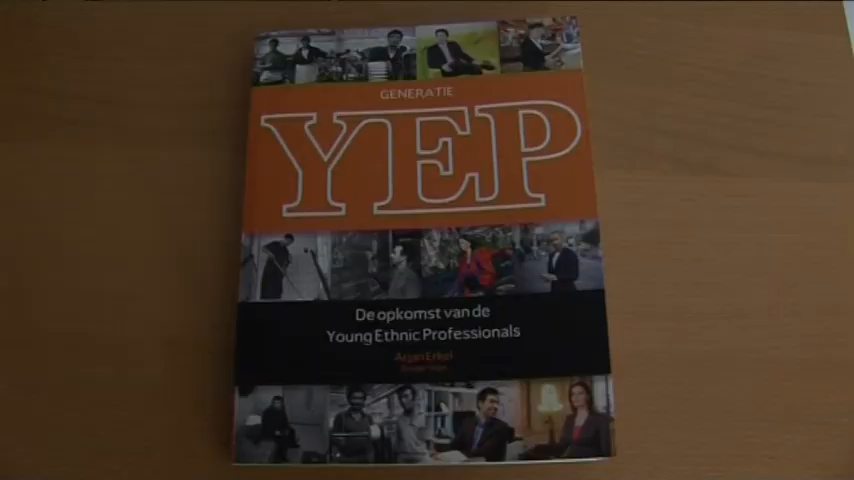 GENERATIE
YEP
De opkomst van de
Young Ethnic Professionals
Arjan Erkel